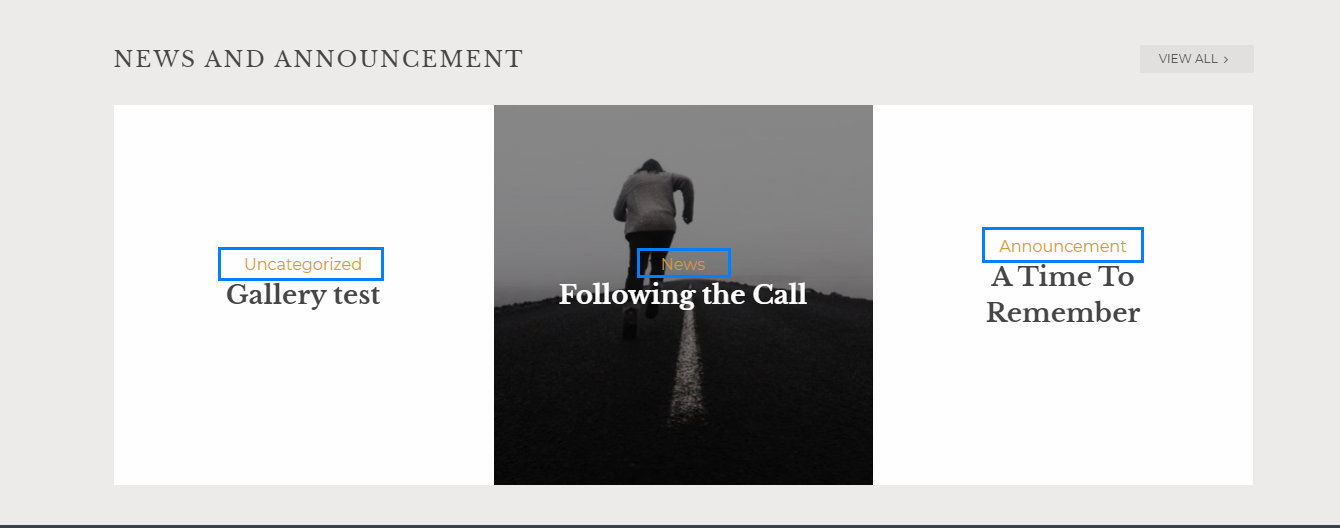 NEWS AND ANNOUNCEMENT
VIEW ALL >
Uncategorized
Gallery test
News
Following the Call
Announcement
A Time To
Remember